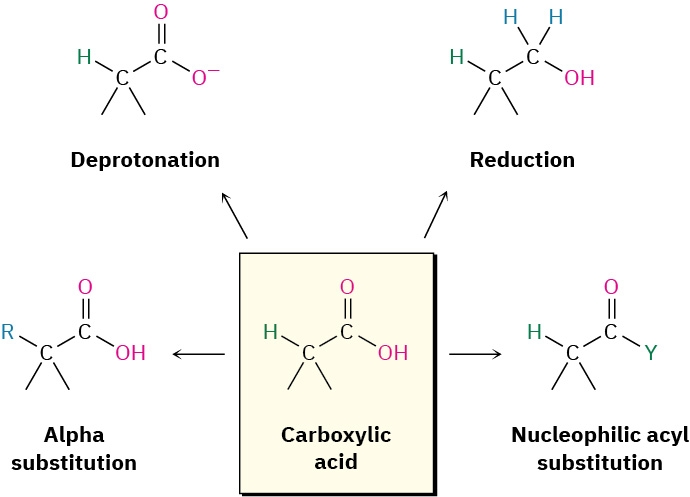 O H H
H C H C
C O− C OH
Deprotonation Reduction
O O O
R C H C H C
C OH C OH C Y
Alpha Carboxylic Nucleophilic acyl
substitution acid substitution